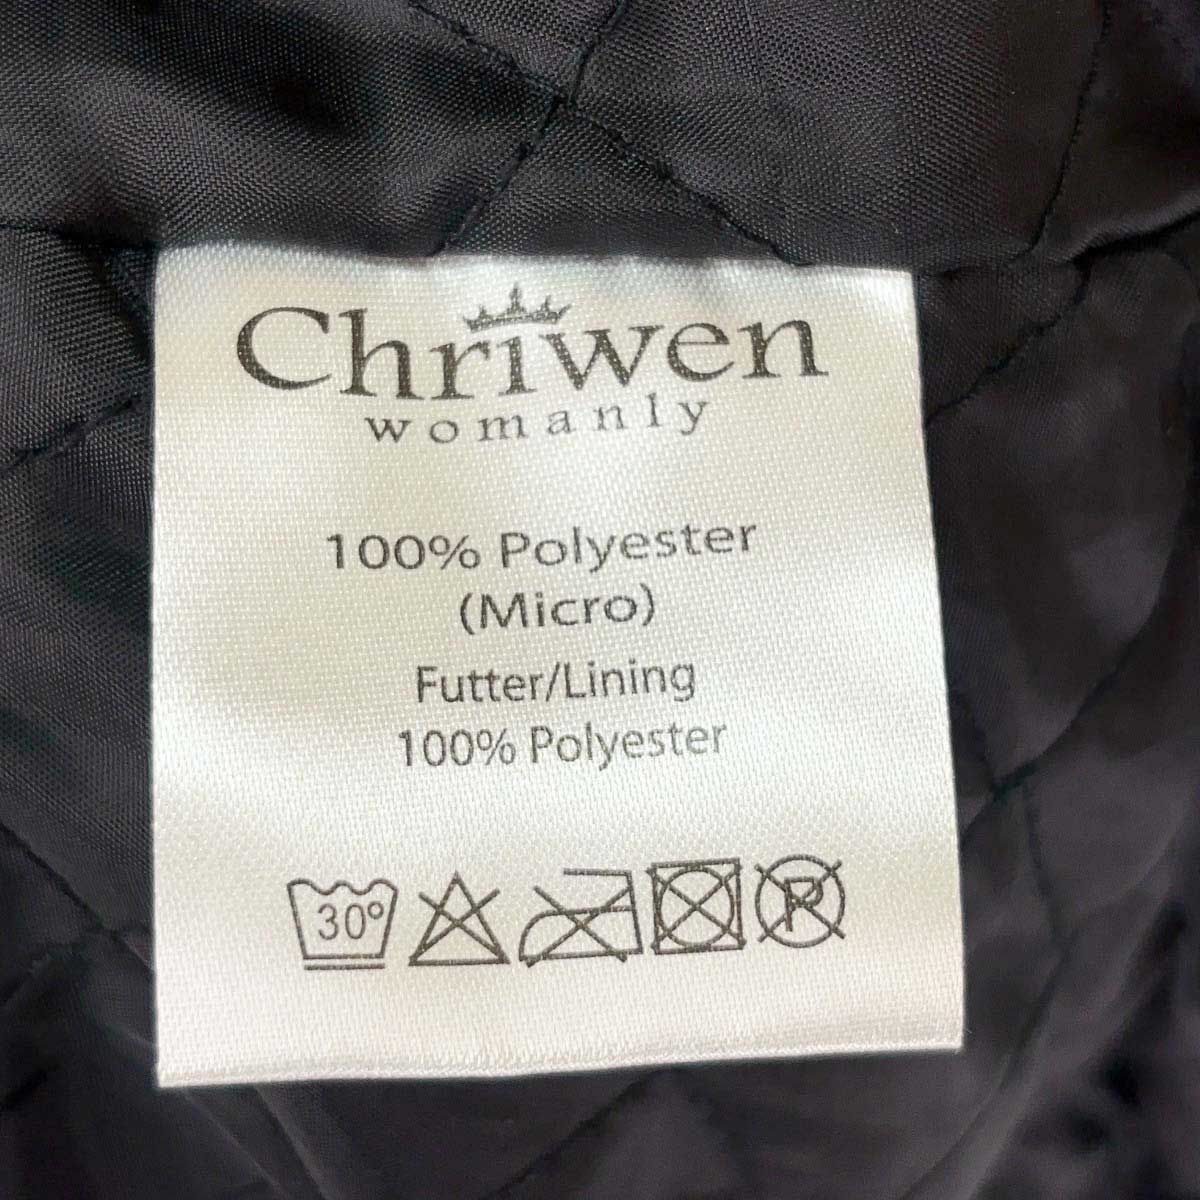 Chriwen
womanly
100% Polyester
(Micro)
Futter/Lining
100% Polyester
30° P